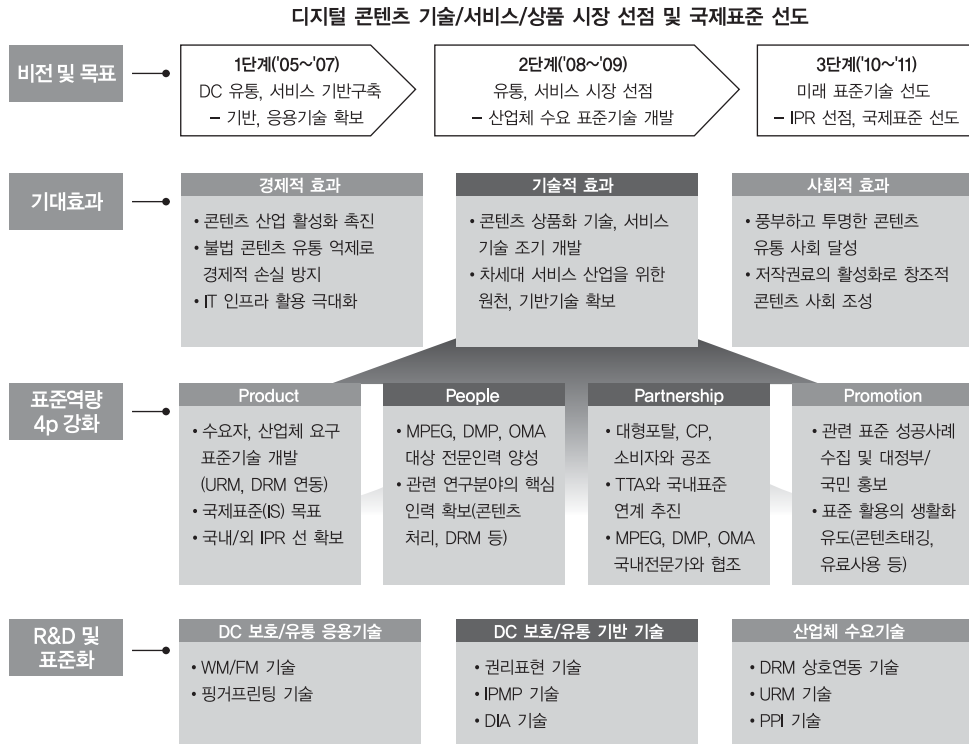 디지털 콘텐츠 기술/서비스/상품 시장 선점 및 국제표준 선도
비전 및 목표
1단계('05~'07)
DC 유통, 서비스 기반구축
– 기반, 응용기술 확보
2단계('08~'09)
유통, 서비스 시장 선점
– 산업체 수요 표준기술 개발
3단계('10~'11)
미래 표준기술 선도
– IPR 선점, 국제표준 선도
기대효과
경제적 효과
• 콘텐츠 산업 활성화 촉진
• 불법 콘텐츠 유통 억제로
경제적 손실 방지
• IT 인프라 활용 극대화
기술적 효과
• 콘텐츠 상품화 기술, 서비스
기술 조기 개발
• 차세대 서비스 산업을 위한
원천, 기반기술 확보
사회적 효과
• 풍부하고 투명한 콘텐츠
유통 사회 달성
• 저작권료의 활성화로 창조적
콘텐츠 사회 조성
표준역량
4p 강화
Product
• 수요자, 산업체 요구
표준기술 개발
(URM, DRM 연동)
• 국제표준(IS) 목표
• 국내/외 IPR 선 확보
People
• MPEG, DMP, OMA
대상 전문인력 양성
• 관련 연구분야의 핵심
인력 확보(콘텐츠
처리, DRM 등)
Partnership
• 대형포탈, CP,
소비자와 공조
• TTA와 국내표준
연계 추진
• MPEG, DMP, OMA
국내전문가와 협조
Promotion
• 관련 표준 성공사례
수집 및 대정부/
국민 홍보
• 표준 활용의 생활화
유도(콘텐츠태깅,
유료사용 등)
R&D 및
표준화
DC 보호/유통 응용기술
• WM/FM 기술
• 핑거프린팅 기술
DC 보호/유통 기반 기술
• 권리표현 기술
• IPMP 기술
• DIA 기술
산업체 수요기술
• DRM 상호연동 기술
• URM 기술
• PPI 기술